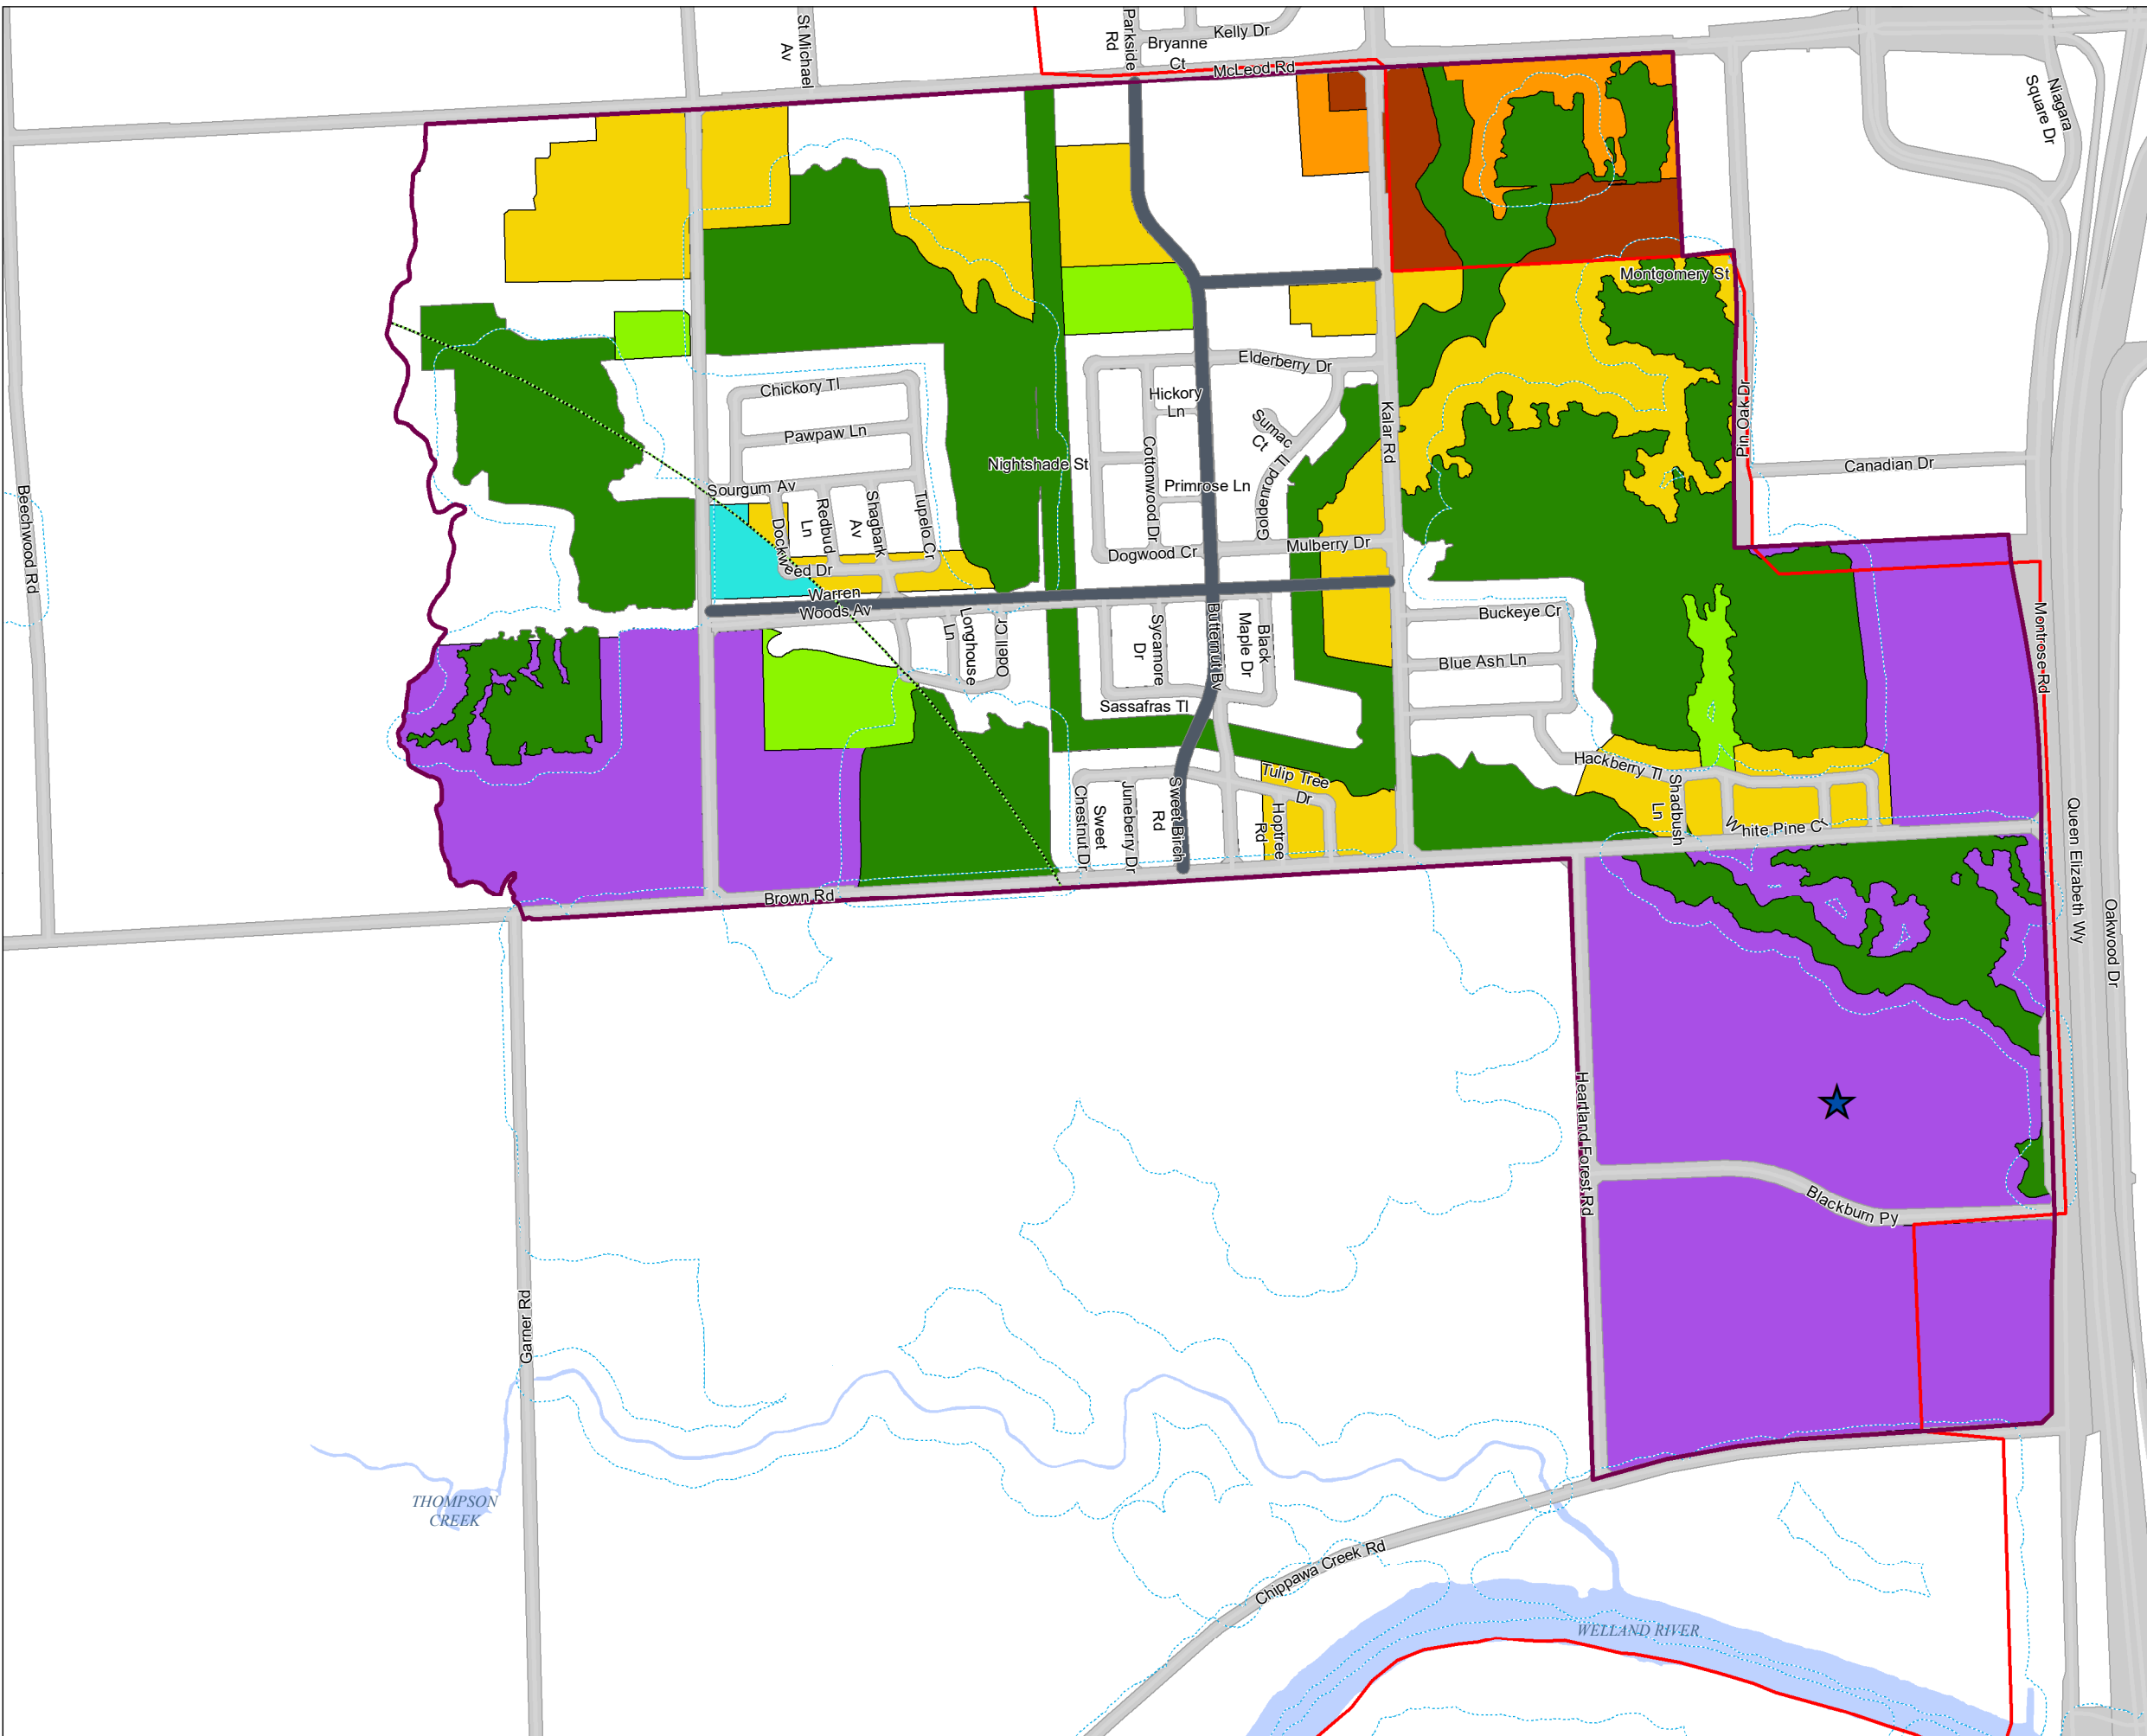 St.Michael
Av
Parkside
Rd
Bryanne
Ct
Kelly Dr
McLeod Rd
Niagara
Square Dr
Montgomery St
Elderberry Dr
Chickory Tl
Hickory
Ln
Pin Oak Dr
Kalar Rd
Sumac
Ct
Pawpaw Ln
Nightshade St
Cottonwood Dr
Goldenrod Tl
Canadian Dr
Beechwood Rd
Sourgum Av
Primrose Ln
Redbud
Ln
Shagbark
Av
Tupelo Cr
Dockweed Dr
Dogwood Cr
Mulberry Dr
Warren
Woods Av
Longhouse
Ln
Odell Cr
Sycamore
Dr
Butternut Bv
Black
Maple Dr
Buckeye Cr
Blue Ash Ln
Montrose Rd
Sassafras Tl
Hackberry Tl
Tulip Tree
Dr
Sweet
Chestnut Dr
Juneberry Dr
Sweet Birch
Rd
Hoptree
Rd
Shadbush
Ln
White Pine Cr
Queen Elizabeth Wy
Oakwood Dr
Brown Rd
Heartland Forest Rd
Blackburn Py
Garner Rd
THOMPSON
CREEK
Chippawa Creek Rd
WELLAND RIVER